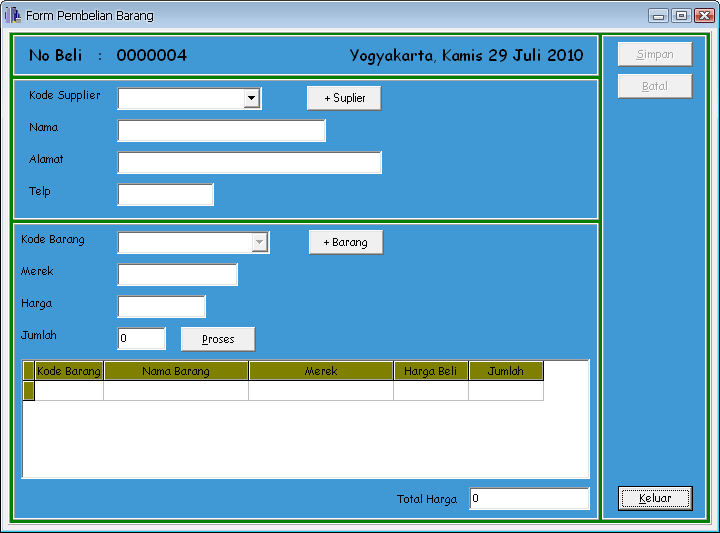 Form Pembelian Barang
No Beli : 0000004 Yogyakarta, Kamis 29 Juli 2010
Simpan
Batal
Kode Supplier + Suplier
Nama
Alamat
Telp
Kode Barang + Barang
Merek
Harga
Jumlah 0 Proses
Kode Barang Nama Barang Merek Harga Beli Jumlah
Total Harga 0
Keluar